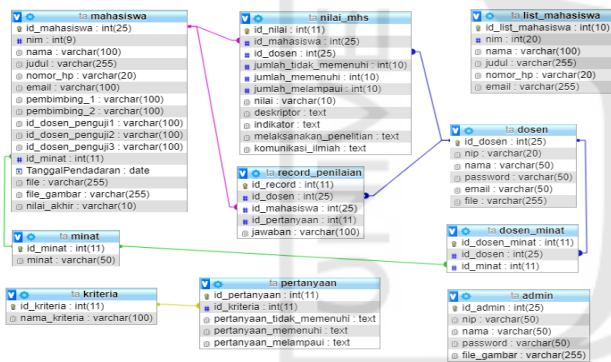 ta mahasiswa
id_mahasiswa : int(25)
nim : int(9)
nama : varchar(100)
judul : varchar(255)
nomor_hp : varchar(20)
email : varchar(100)
pembimbing_1 : varchar(100)
pembimbing_2 : varchar(100)
id_dosen_penguji1 : varchar(100)
id_dosen_penguji2 : varchar(100)
id_dosen_penguji3 : varchar(100)
id_minat : int(11)
TanggalPendadaran : date
file : varchar(255)
file_gambar : varchar(255)
nilai_akhir : varchar(10)
ta nilai_mhs
id_nilai : int(11)
id_mahasiswa : int(25)
id_dosen : int(25)
jumlah_tidak_memenuhi : int(10)
jumlah_memenuhi : int(10)
jumlah_melampaui : int(10)
nilai : varchar(10)
deskriptor : text
indikator : text
melaksanakan_penelitian : text
komunikasi_ilmiah : text
ta list_mahasiswa
id_list_mahasiswa : int(10)
nim : int(20)
nama : varchar(100)
judul : varchar(255)
nomor_hp : varchar(20)
email : varchar(255)
ta dosen
id_dosen : int(25)
nip : varchar(20)
nama : varchar(50)
password : varchar(50)
email : varchar(50)
file : varchar(255)
ta record_penilaian
id_record : int(11)
id_dosen : int(25)
id_mahasiswa : int(25)
id_pertanyaan : int(11)
jawaban : varchar(100)
ta minat
id_minat : int(11)
minat : varchar(50)
ta dosen_minat
id_dosen_minat : int(11)
id_dosen : int(25)
id_minat : int(11)
ta kriteria
id_kriteria : int(11)
nama_kriteria : varchar(100)
ta pertanyaan
id_pertanyaan : int(11)
id_kriteria : int(11)
pertanyaan_tidak_memenuhi : text
pertanyaan_memenuhi : text
pertanyaan_melampaui : text
ta admin
id_admin : int(25)
nip : varchar(50)
nama : varchar(50)
password : varchar(50)
file_gambar : varchar(255)